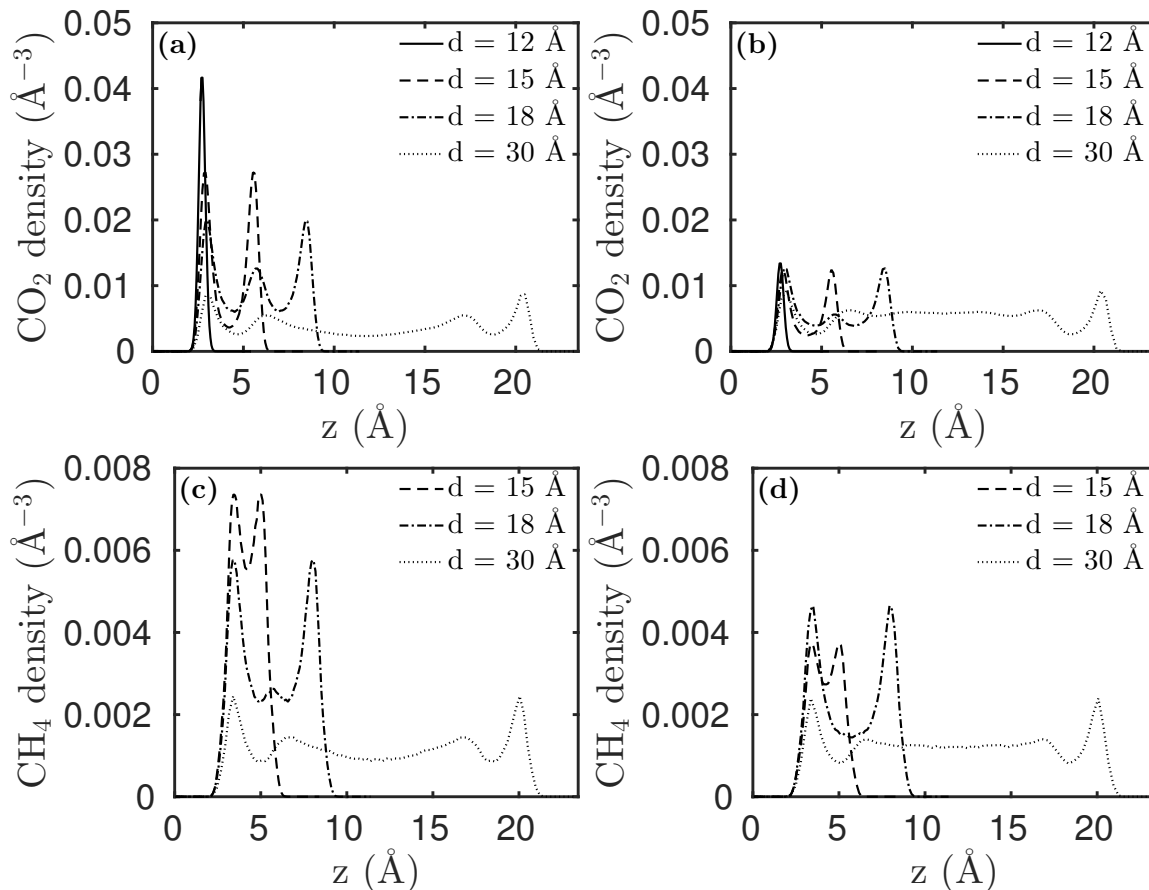 (a)
CO₂ density (Å⁻³)
0.05
0.04
0.03
0.02
0.01
0
0 5 10 15 20
z (Å)
d = 12 Å
d = 15 Å
d = 18 Å
d = 30 Å
(b)
CO₂ density (Å⁻³)
0.05
0.04
0.03
0.02
0.01
0
0 5 10 15 20
z (Å)
d = 12 Å
d = 15 Å
d = 18 Å
d = 30 Å
(c)
CH₄ density (Å⁻³)
0.008
0.006
0.004
0.002
0
0 5 10 15 20
z (Å)
d = 15 Å
d = 18 Å
d = 30 Å
(d)
CH₄ density (Å⁻³)
0.008
0.006
0.004
0.002
0
0 5 10 15 20
z (Å)
d = 15 Å
d = 18 Å
d = 30 Å